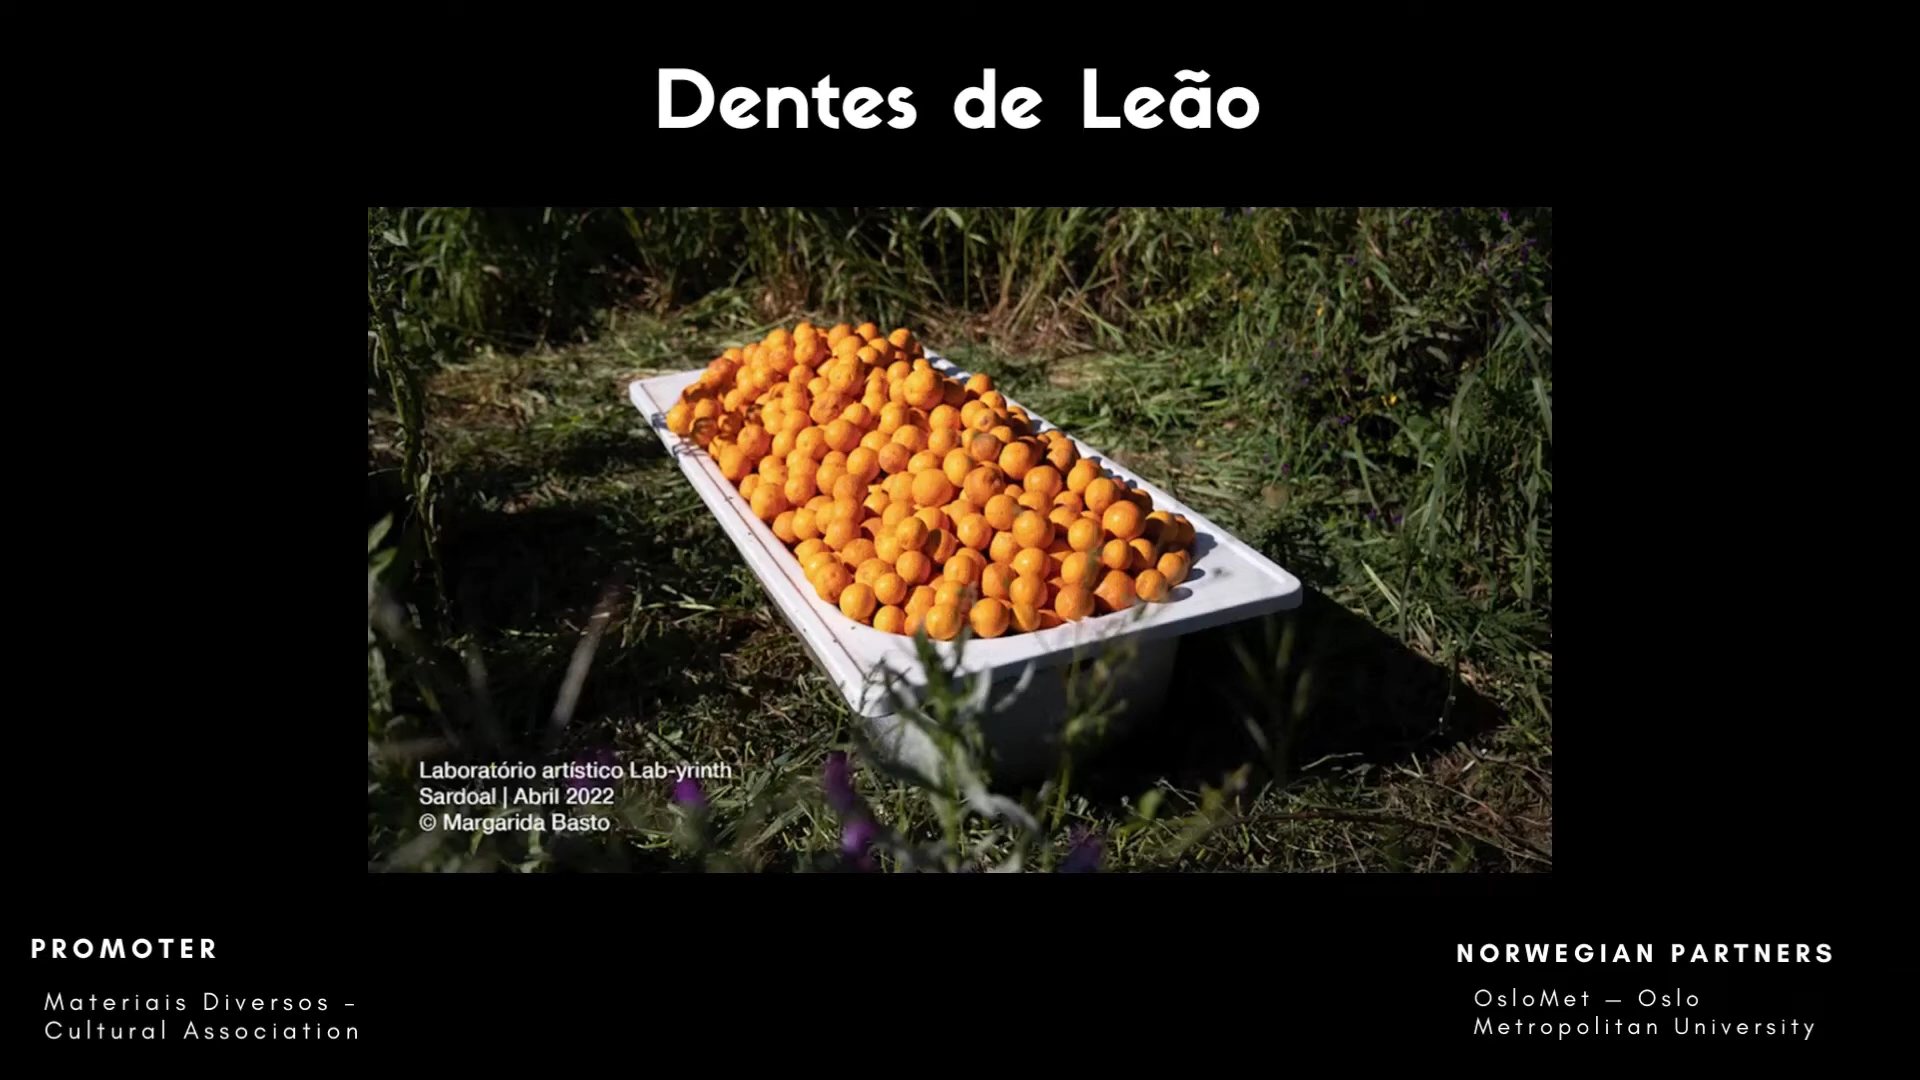 Dentes de Leão
Laboratório artístico Lab-yrinth
Sardoal | Abril 2022
© Margarida Basto
PROMOTER
Materiais Diversos –
Cultural Association
NORWEGIAN PARTNERS
OsloMet — Oslo
Metropolitan University